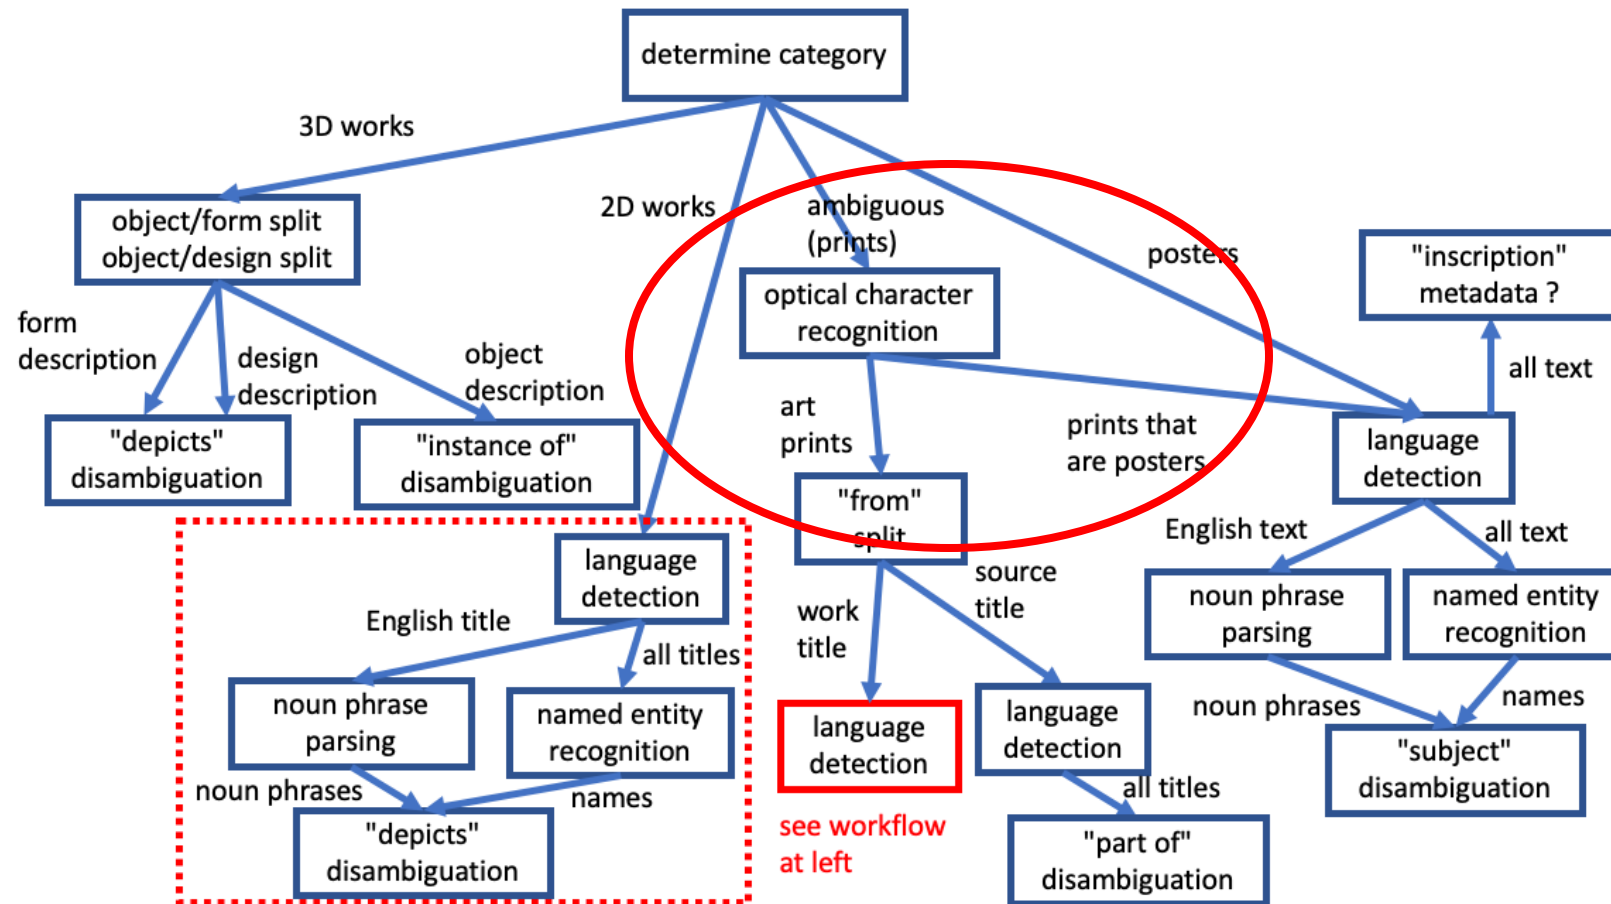 determine category
3D works
2D works
ambiguous
(prints)
posters
object/form split
object/design split
optical character
recognition
"inscription"
metadata ?
form
description
design
description
object
description
art
prints
prints that
are posters
all text
"depicts"
disambiguation
"instance of"
disambiguation
"from"
split
language
detection
language
detection
English title
all titles
work
title
source
title
English text
all text
noun phrase
parsing
named entity
recognition
noun phrase
parsing
named entity
recognition
language
detection
language
detection
noun phrases
names
noun phrases
names
"depicts"
disambiguation
see workflow
at left
all titles
"part of"
disambiguation
"subject"
disambiguation